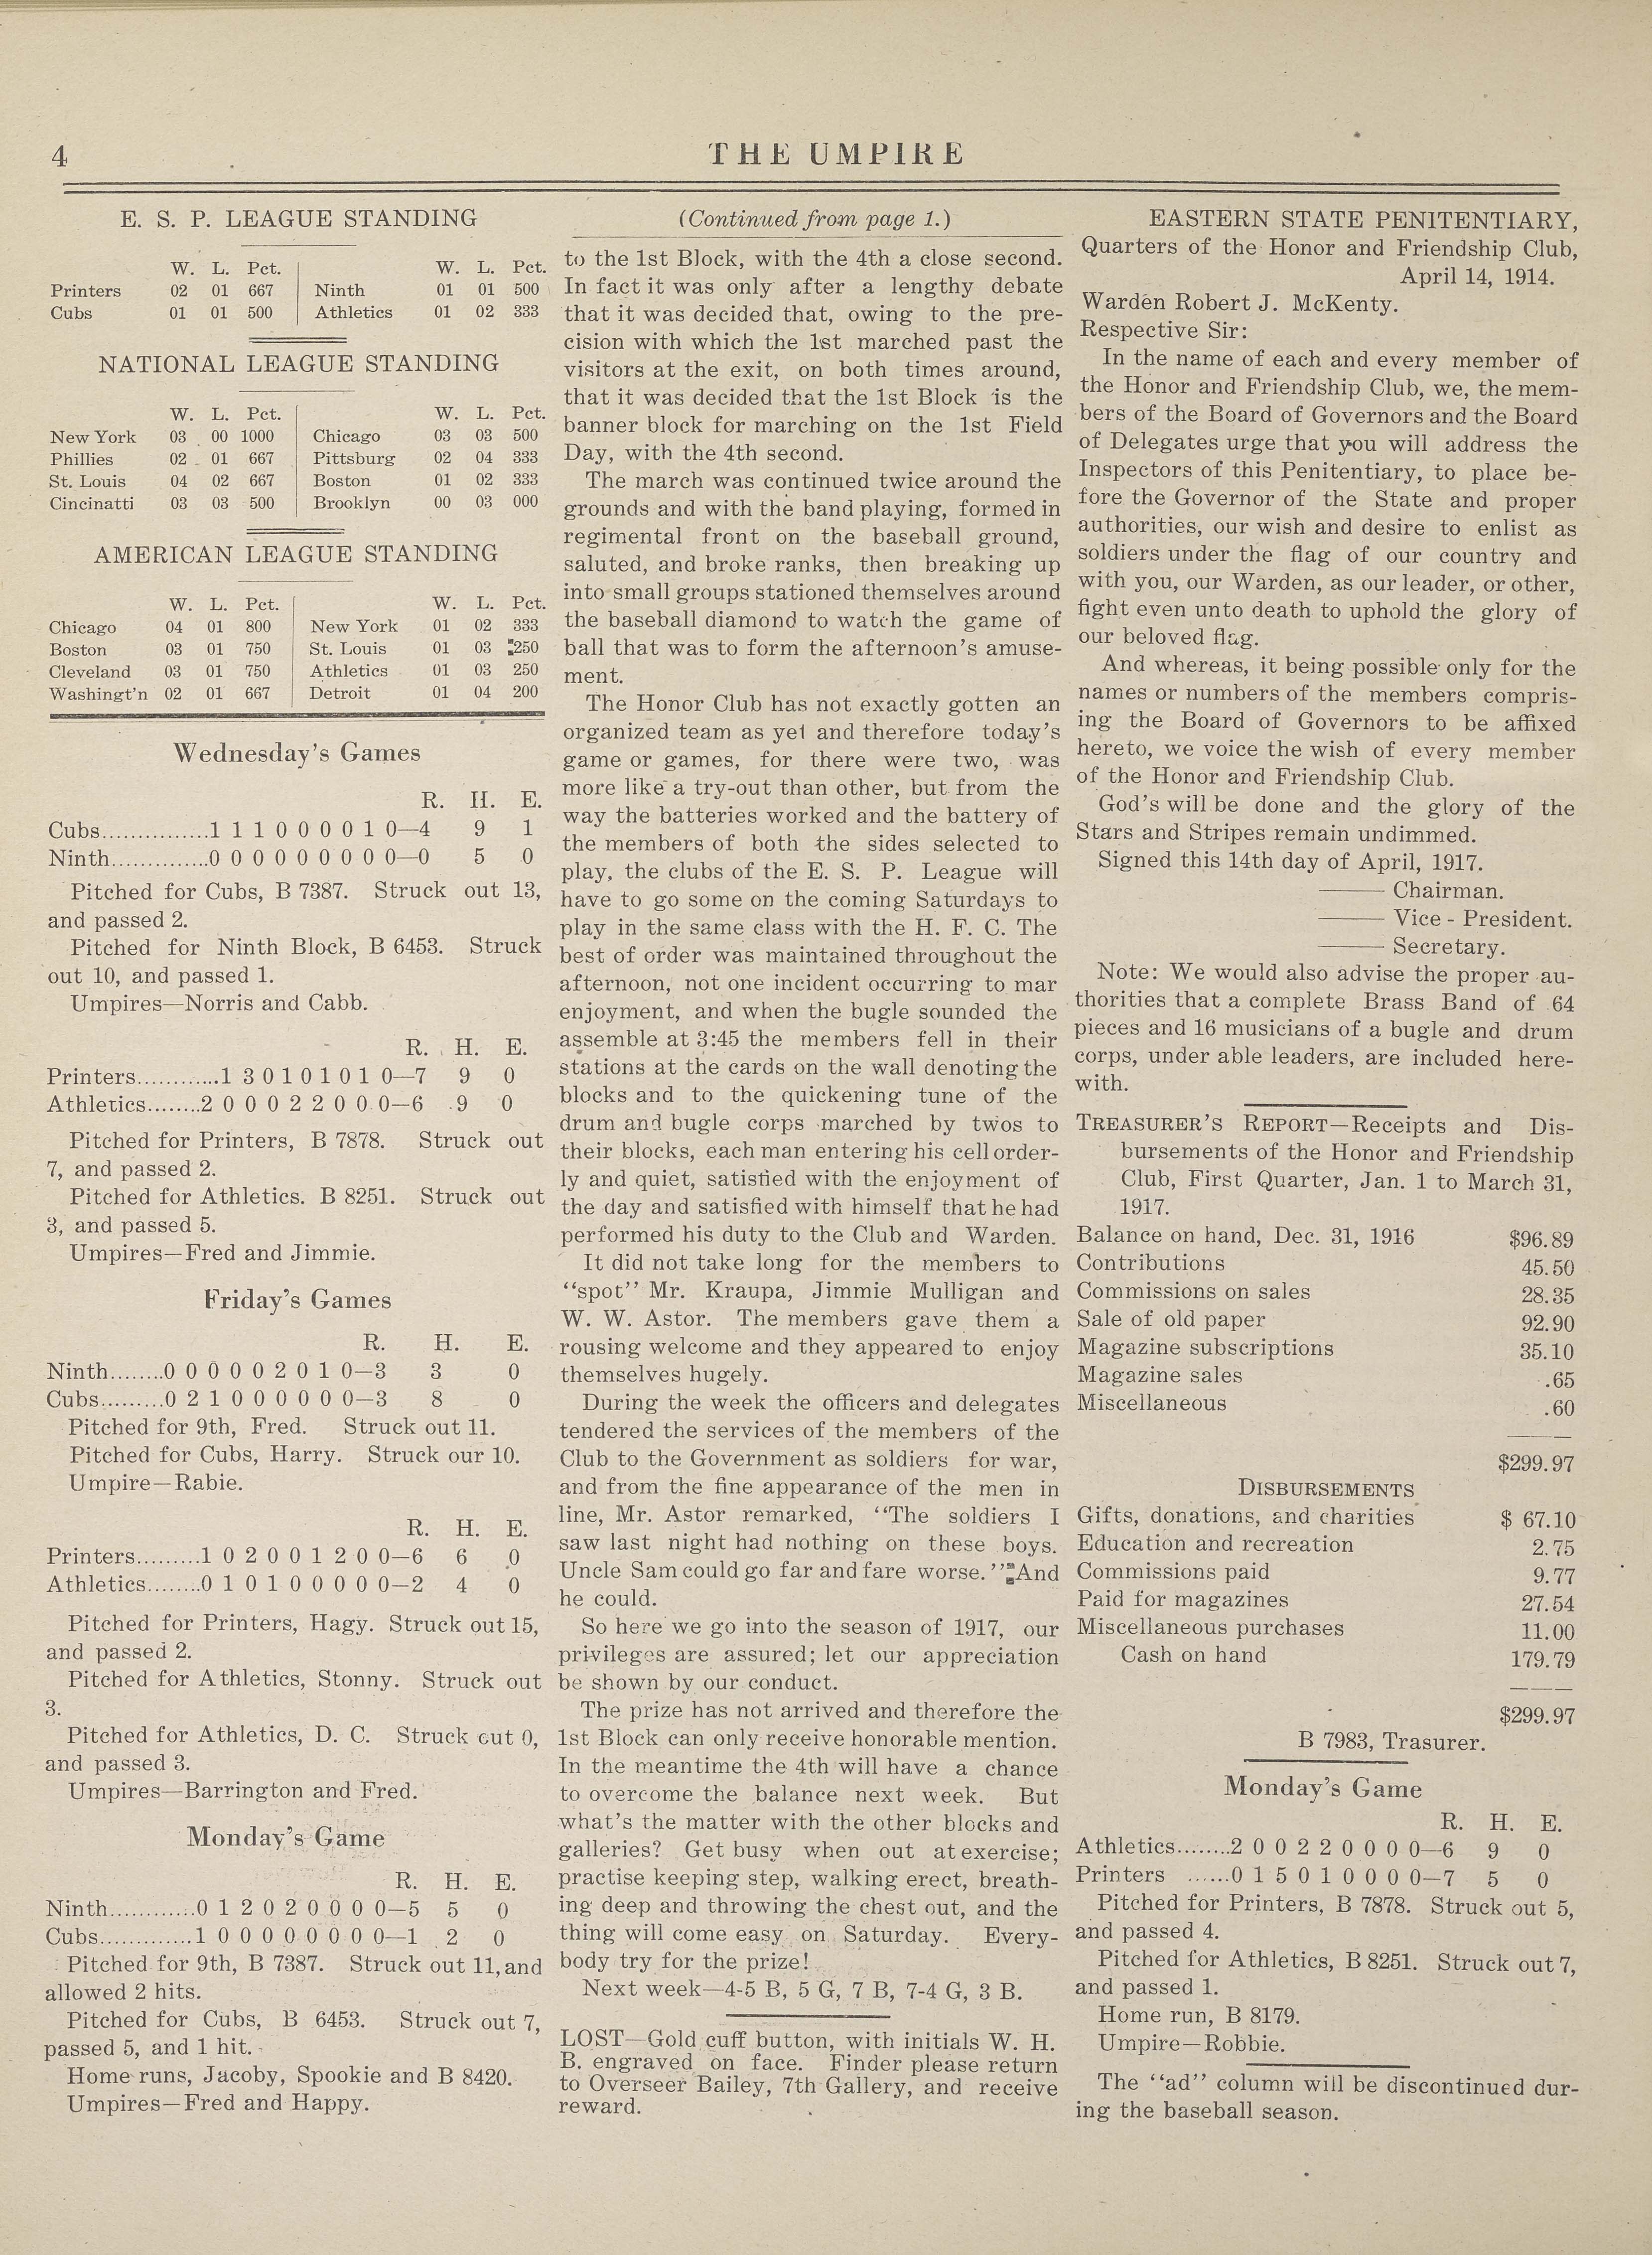 4
THE UMPIRE
E. S. P. LEAGUE STANDING
W. L. Pct. W. L. Pct.
Printers 02 01 667 Ninth 01 01 500
Cubs 01 01 500 Athletics 01 02 333
NATIONAL LEAGUE STANDING
W. L. Pct. W. L. Pct.
New York 03 00 1000 Chicago 03 03 500
Phillies 02 01 667 Pittsburg 02 04 333
St. Louis 04 02 667 Boston 01 02 333
Cincinatti 03 03 500 Brooklyn 00 03 000
AMERICAN LEAGUE STANDING
W. L. Pct. W. L. Pct.
Chicago 04 01 800 New York 01 02 333
Boston 03 01 750 St. Louis 01 03 250
Cleveland 03 01 750 Athletics 01 03 250
Washingt'n 02 01 667 Detroit 01 04 200
Wednesday's Games
R. H. E.
Cubs...............1 1 1 0 0 0 0 1 0—4 9 1
Ninth..............0 0 0 0 0 0 0 0 0—0 5 0
Pitched for Cubs, B 7387. Struck out 13,
and passed 2.
Pitched for Ninth Block, B 6453. Struck
out 10, and passed 1.
Umpires—Norris and Cabb.
R. H. E.
Printers............1 3 0 1 0 1 0 1 0—7 9 0
Athletics........2 0 0 0 2 2 0 0 0—6 9 0
Pitched for Printers, B 7878. Struck out
7, and passed 2.
Pitched for Athletics. B 8251. Struck out
3, and passed 5.
Umpires—Fred and Jimmie.
Friday's Games
R. H. E.
Ninth........0 0 0 0 0 2 0 1 0—3 3 0
Cubs.........0 2 1 0 0 0 0 0 0—3 8 0
Pitched for 9th, Fred. Struck out 11.
Pitched for Cubs, Harry. Struck our 10.
Umpire—Rabie.
R. H. E.
Printers.........1 0 2 0 0 1 2 0 0—6 6 0
Athletics........0 1 0 1 0 0 0 0 0—2 4 0
Pitched for Printers, Hagy. Struck out 15,
and passed 2.
Pitched for Athletics, Stonny. Struck out
3.
Pitched for Athletics, D. C. Struck out 0,
and passed 3.
Umpires—Barrington and Fred.
Monday's Game
R. H. E.
Ninth............0 1 2 0 2 0 0 0 0—5 5 0
Cubs.............1 0 0 0 0 0 0 0 0—1 2 0
Pitched for 9th, B 7387. Struck out 11, and
allowed 2 hits.
Pitched for Cubs, B 6453. Struck out 7,
passed 5, and 1 hit.
Home runs, Jacoby, Spookie and B 8420.
Umpires—Fred and Happy.
(Continued from page 1.)
to the 1st Block, with the 4th a close second.
In fact it was only after a lengthy debate
that it was decided that, owing to the pre-
cision with which the 1st marched past the
visitors at the exit, on both times around,
that it was decided that the 1st Block is the
banner block for marching on the 1st Field
Day, with the 4th second.
The march was continued twice around the
grounds and with the band playing, formed in
regimental front on the baseball ground,
saluted, and broke ranks, then breaking up
into small groups stationed themselves around
the baseball diamond to watch the game of
ball that was to form the afternoon's amuse-
ment.
The Honor Club has not exactly gotten an
organized team as yet and therefore today's
game or games, for there were two, was
more like a try-out than other, but from the
way the batteries worked and the battery of
the members of both the sides selected to
play, the clubs of the E. S. P. League will
have to go some on the coming Saturdays to
play in the same class with the H. F. C. The
best of order was maintained throughout the
afternoon, not one incident occurring to mar
enjoyment, and when the bugle sounded the
assemble at 3:45 the members fell in their
stations at the cards on the wall denoting the
blocks and to the quickening tune of the
drum and bugle corps marched by twos to
their blocks, each man entering his cell order-
ly and quiet, satisfied with the enjoyment of
the day and satisfied with himself that he had
performed his duty to the Club and Warden.
It did not take long for the members to
"spot" Mr. Kraupa, Jimmie Mulligan and
W. W. Astor. The members gave them a
rousing welcome and they appeared to enjoy
themselves hugely.
During the week the officers and delegates
tendered the services of the members of the
Club to the Government as soldiers for war,
and from the fine appearance of the men in
line, Mr. Astor remarked, "The soldiers I
saw last night had nothing on these boys.
Uncle Sam could go far and fare worse." And
he could.
So here we go into the season of 1917, our
privileges are assured; let our appreciation
be shown by our conduct.
The prize has not arrived and therefore the
1st Block can only receive honorable mention.
In the meantime the 4th will have a chance
to overcome the balance next week. But
what's the matter with the other blocks and
galleries? Get busy when out at exercise;
practise keeping step, walking erect, breath-
ing deep and throwing the chest out, and the
thing will come easy on Saturday. Every-
body try for the prize!
Next week—4-5 B, 5 G, 7 B, 7-4 G, 3 B.
LOST—Gold cuff button, with initials W. H.
B. engraved on face. Finder please return
to Overseer Bailey, 7th Gallery, and receive
reward.
EASTERN STATE PENITENTIARY,
Quarters of the Honor and Friendship Club,
April 14, 1914.
Warden Robert J. McKenty.
Respective Sir:
In the name of each and every member of
the Honor and Friendship Club, we, the mem-
bers of the Board of Governors and the Board
of Delegates urge that you will address the
Inspectors of this Penitentiary, to place be-
fore the Governor of the State and proper
authorities, our wish and desire to enlist as
soldiers under the flag of our country and
with you, our Warden, as our leader, or other,
fight even unto death to uphold the glory of
our beloved flag.
And whereas, it being possible only for the
names or numbers of the members compris-
ing the Board of Governors to be affixed
hereto, we voice the wish of every member
of the Honor and Friendship Club.
God's will be done and the glory of the
Stars and Stripes remain undimmed.
Signed this 14th day of April, 1917.
——— Chairman.
——— Vice - President.
——— Secretary.
Note: We would also advise the proper au-
thorities that a complete Brass Band of 64
pieces and 16 musicians of a bugle and drum
corps, under able leaders, are included here-
with.
TREASURER'S REPORT—Receipts and Dis-
bursements of the Honor and Friendship
Club, First Quarter, Jan. 1 to March 31,
1917.
Balance on hand, Dec. 31, 1916 $96.89
Contributions 45.50
Commissions on sales 28.35
Sale of old paper 92.90
Magazine subscriptions 35.10
Magazine sales .65
Miscellaneous .60
$299.97
DISBURSEMENTS
Gifts, donations, and charities $ 67.10
Education and recreation 2.75
Commissions paid 9.77
Paid for magazines 27.54
Miscellaneous purchases 11.00
Cash on hand 179.79
$299.97
B 7983, Trasurer.
Monday's Game
R. H. E.
Athletics........2 0 0 2 2 0 0 0 0—6 9 0
Printers ......0 1 5 0 1 0 0 0 0—7 5 0
Pitched for Printers, B 7878. Struck out 5,
and passed 4.
Pitched for Athletics, B 8251. Struck out 7,
and passed 1.
Home run, B 8179.
Umpire—Robbie.
The "ad" column will be discontinued dur-
ing the baseball season.